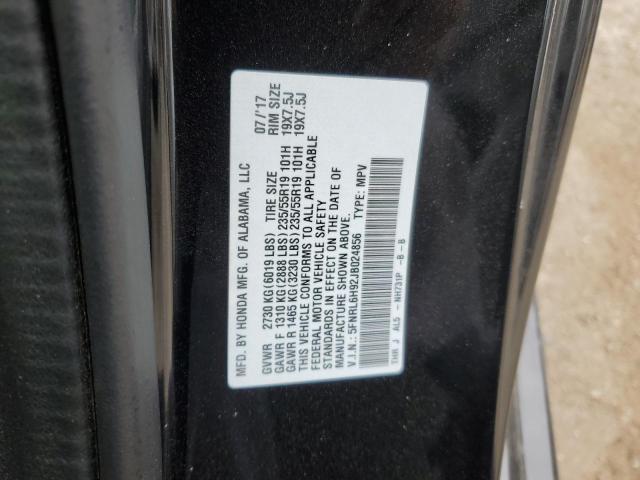 MFD. BY HONDA MFG. OF ALABAMA, LLC 07/'17
GVWR 2730 KG(6019 LBS) TIRE SIZE RIM SIZE
GAWR F 1310 KG(2888 LBS) 235/55R19 101H 19X7.5J
GAWR R 1465 KG(3230 LBS) 235/55R19 101H 19X7.5J
THIS VEHICLE CONFORMS TO ALL APPLICABLE
FEDERAL MOTOR VEHICLE SAFETY
STANDARDS IN EFFECT ON THE DATE OF
MANUFACTURE SHOWN ABOVE.
V.I.N.: 5FNRL6H92JB024856 TYPE: MPV
THR J AL5 - NH731P -B -B